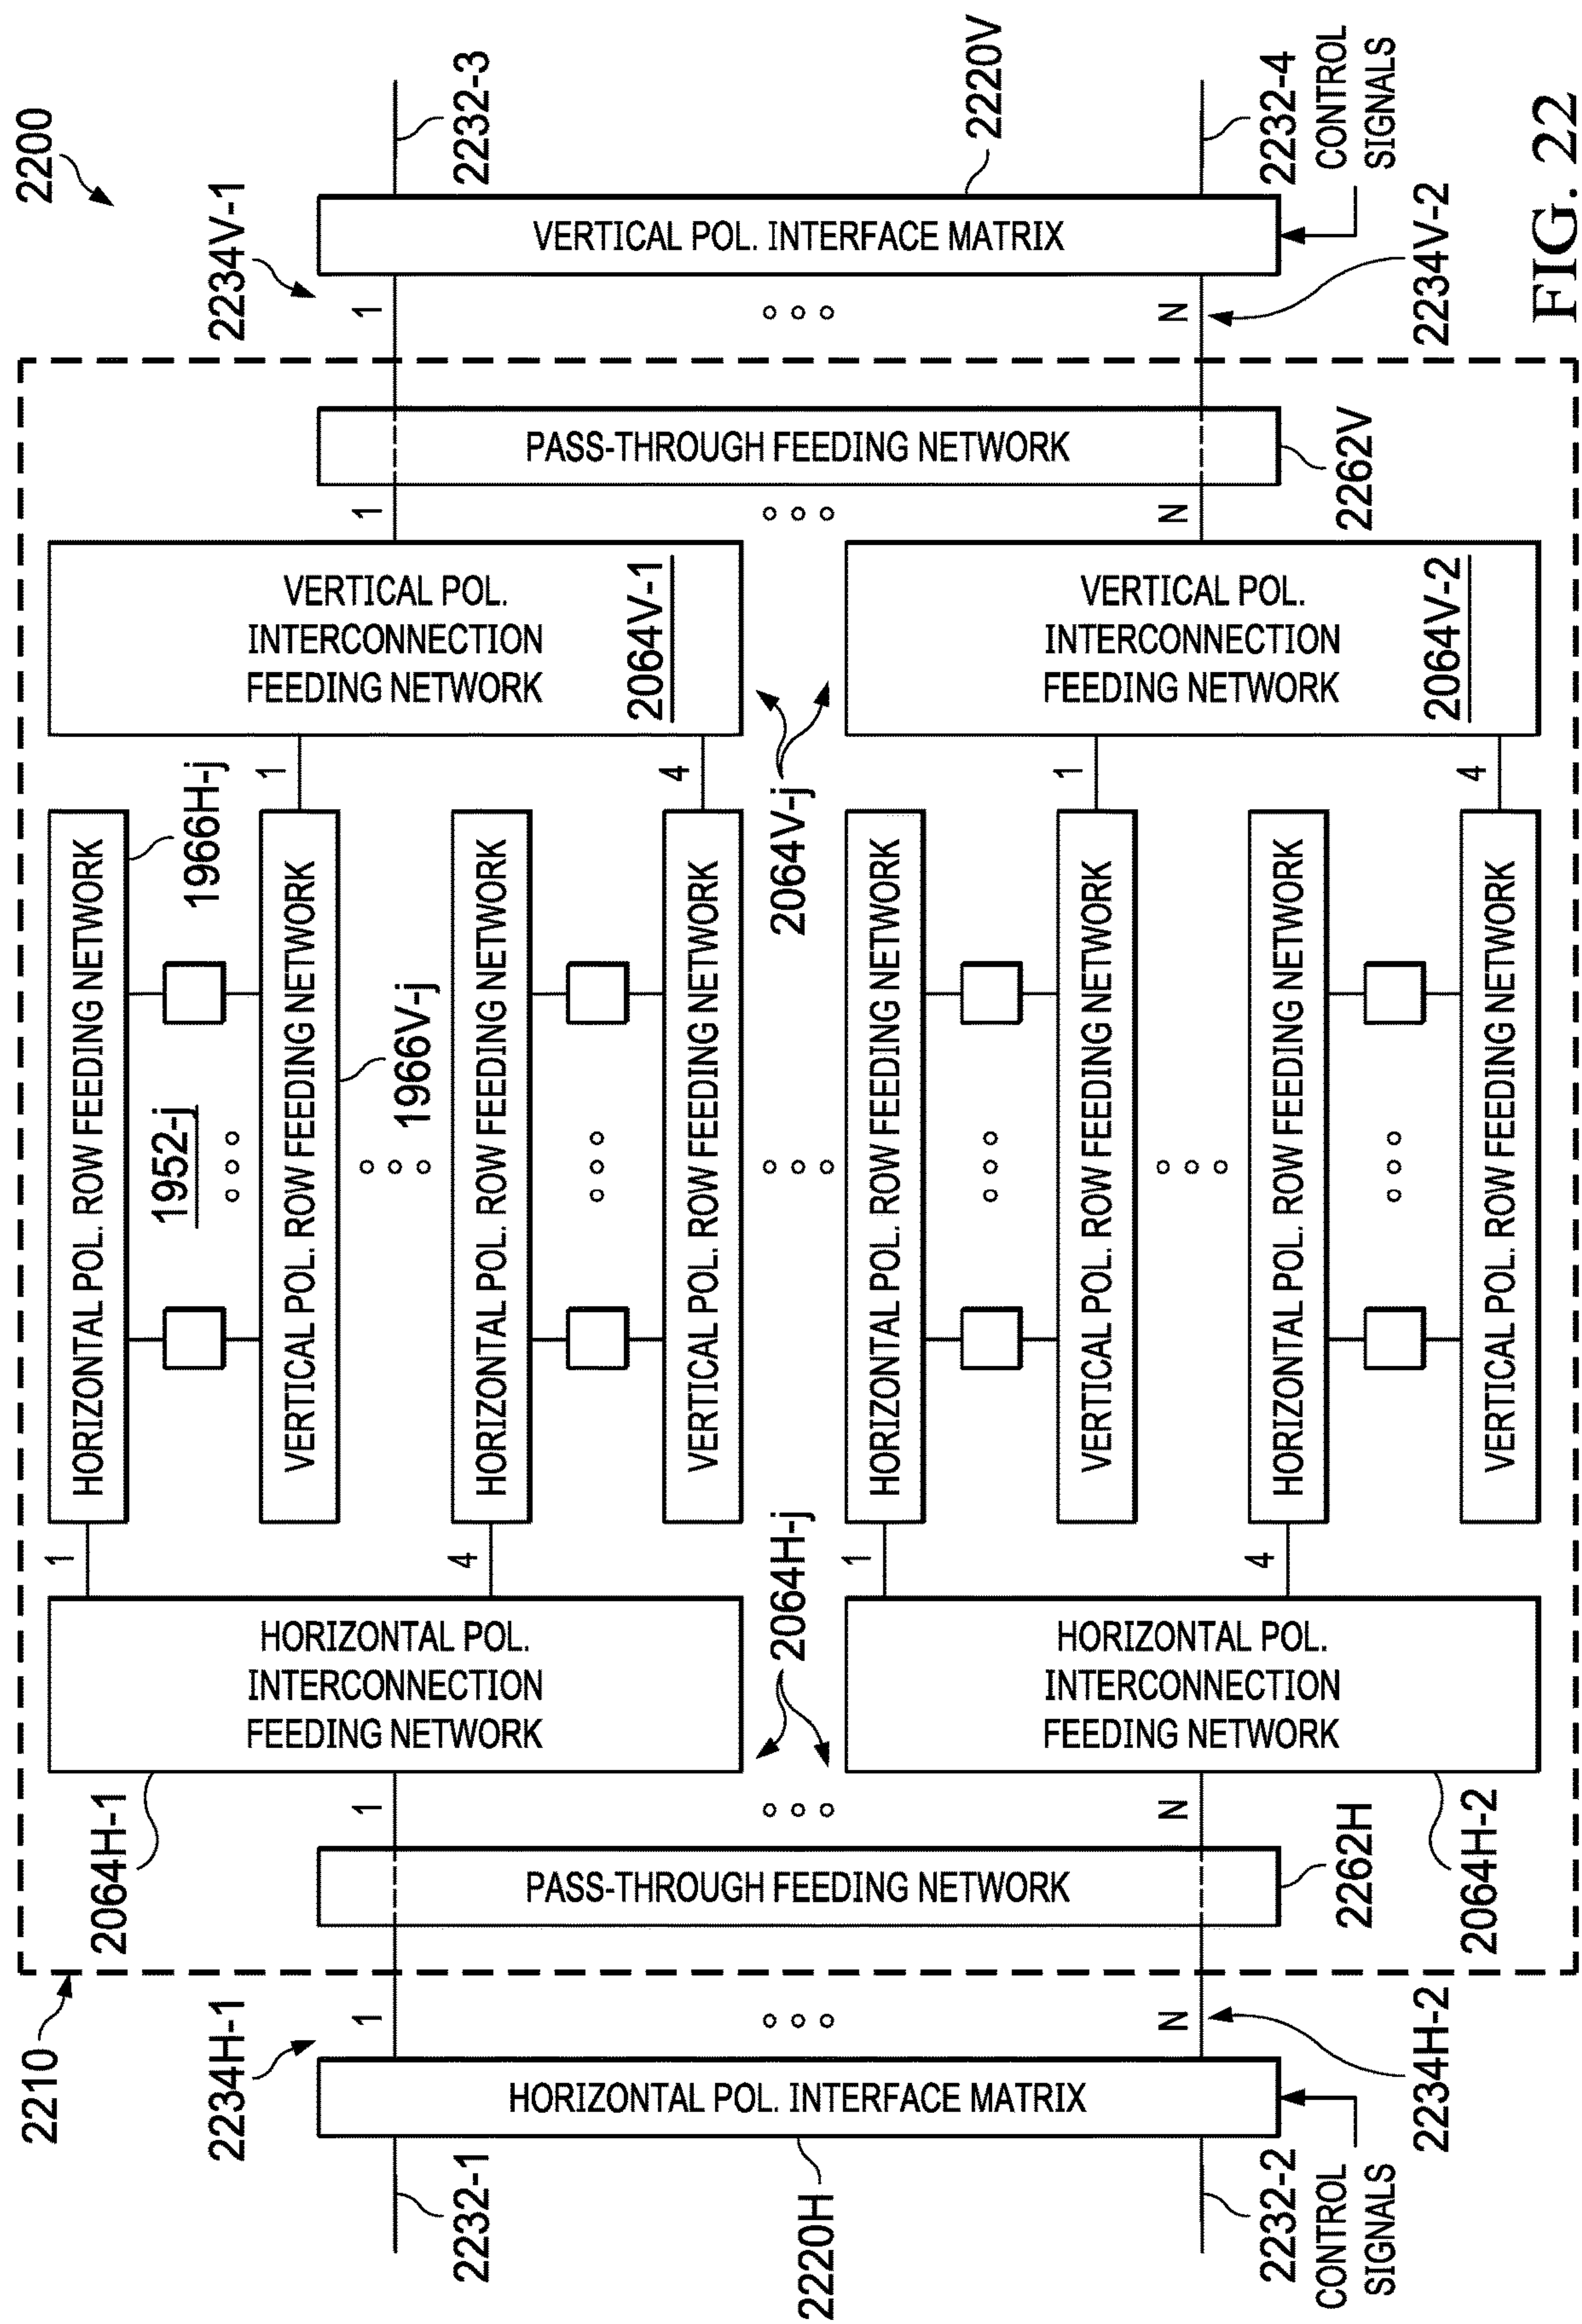 2200
2210
2234H-1
2064H-1
1966H-j
2234V-1
HORIZONTAL POL. ROW FEEDING NETWORK
1
1952-j
1966V-j
VERTICAL POL. ROW FEEDING NETWORK
1
HORIZONTAL POL.
INTERCONNECTION
FEEDING NETWORK
VERTICAL POL.
INTERCONNECTION
FEEDING NETWORK
2064V-1
1
1
1
1
2232-1
2232-3
HORIZONTAL POL. ROW FEEDING NETWORK
4
VERTICAL POL. ROW FEEDING NETWORK
4
2220H
HORIZONTAL POL. INTERFACE MATRIX
PASS-THROUGH FEEDING NETWORK
2064H-j
2064V-j
PASS-THROUGH FEEDING NETWORK
VERTICAL POL. INTERFACE MATRIX
2220V
HORIZONTAL POL. ROW FEEDING NETWORK
1
VERTICAL POL. ROW FEEDING NETWORK
1
HORIZONTAL POL.
INTERCONNECTION
FEEDING NETWORK
VERTICAL POL.
INTERCONNECTION
FEEDING NETWORK
2064V-2
N
N
N
N
2232-2
2232-4
HORIZONTAL POL. ROW FEEDING NETWORK
4
VERTICAL POL. ROW FEEDING NETWORK
4
CONTROL
SIGNALS
2262H
2262V
CONTROL
SIGNALS
2234H-2
2064H-2
2234V-2
FIG. 22